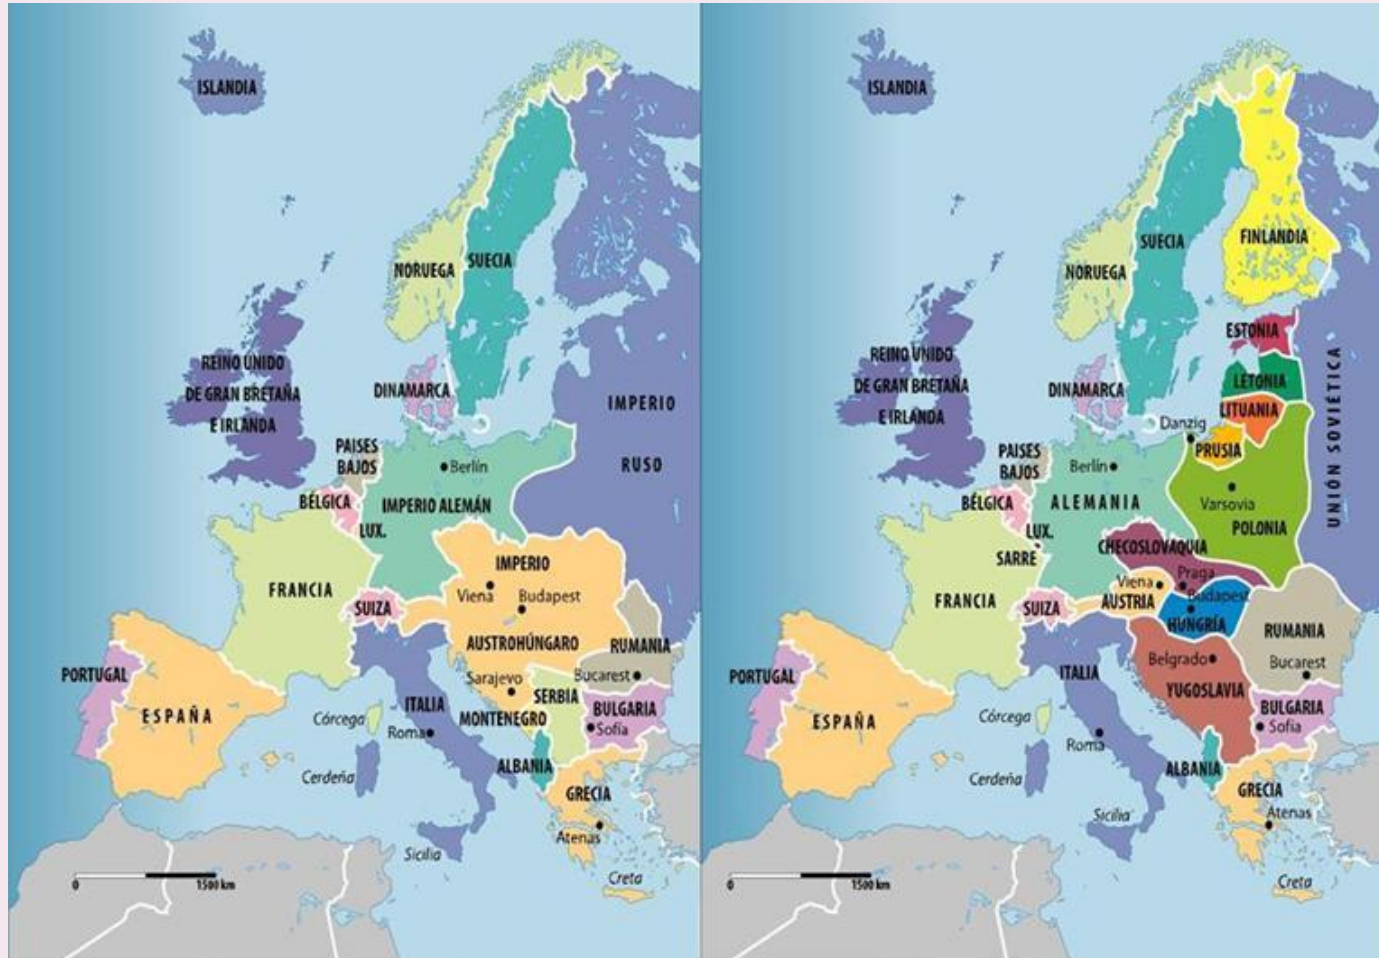 ISLANDIA
NORUEGA
SUECIA
REINO UNIDO
DE GRAN BRETAÑA
E IRLANDA
DINAMARCA
IMPERIO
RUSO
PAISES
BAJOS
Berlín
BÉLGICA
IMPERIO ALEMÁN
LUX.
IMPERIO
Viena
Budapest
FRANCIA
SUIZA
AUSTROHÚNGARO
RUMANIA
Bucarest
Sarajevo
SERBIA
PORTUGAL
ESPAÑA
ITALIA
MONTENEGRO
BULGARIA
Sofía
Córcega
Roma
Cerdeña
ALBANIA
GRECIA
Atenas
Sicilia
Creta
0
1500 km
ISLANDIA
SUECIA
FINLANDIA
NORUEGA
ESTONIA
REINO UNIDO
DE GRAN BRETAÑA
E IRLANDA
DINAMARCA
LETONIA
LITUANIA
UNIÓN SOVIÉTICA
Danzig
PRUSIA
PAISES
BAJOS
Berlín
BÉLGICA
ALEMANIA
Varsovia
POLONIA
LUX.
SARRE
CHECOSLOVAQUIA
Praga
Viena
Budapest
FRANCIA
SUIZA
AUSTRIA
HUNGRÍA
RUMANIA
Belgrado
Bucarest
PORTUGAL
ESPAÑA
ITALIA
YUGOSLAVIA
BULGARIA
Sofía
Córcega
Roma
Cerdeña
ALBANIA
GRECIA
Atenas
Sicilia
Creta
0
1500 km